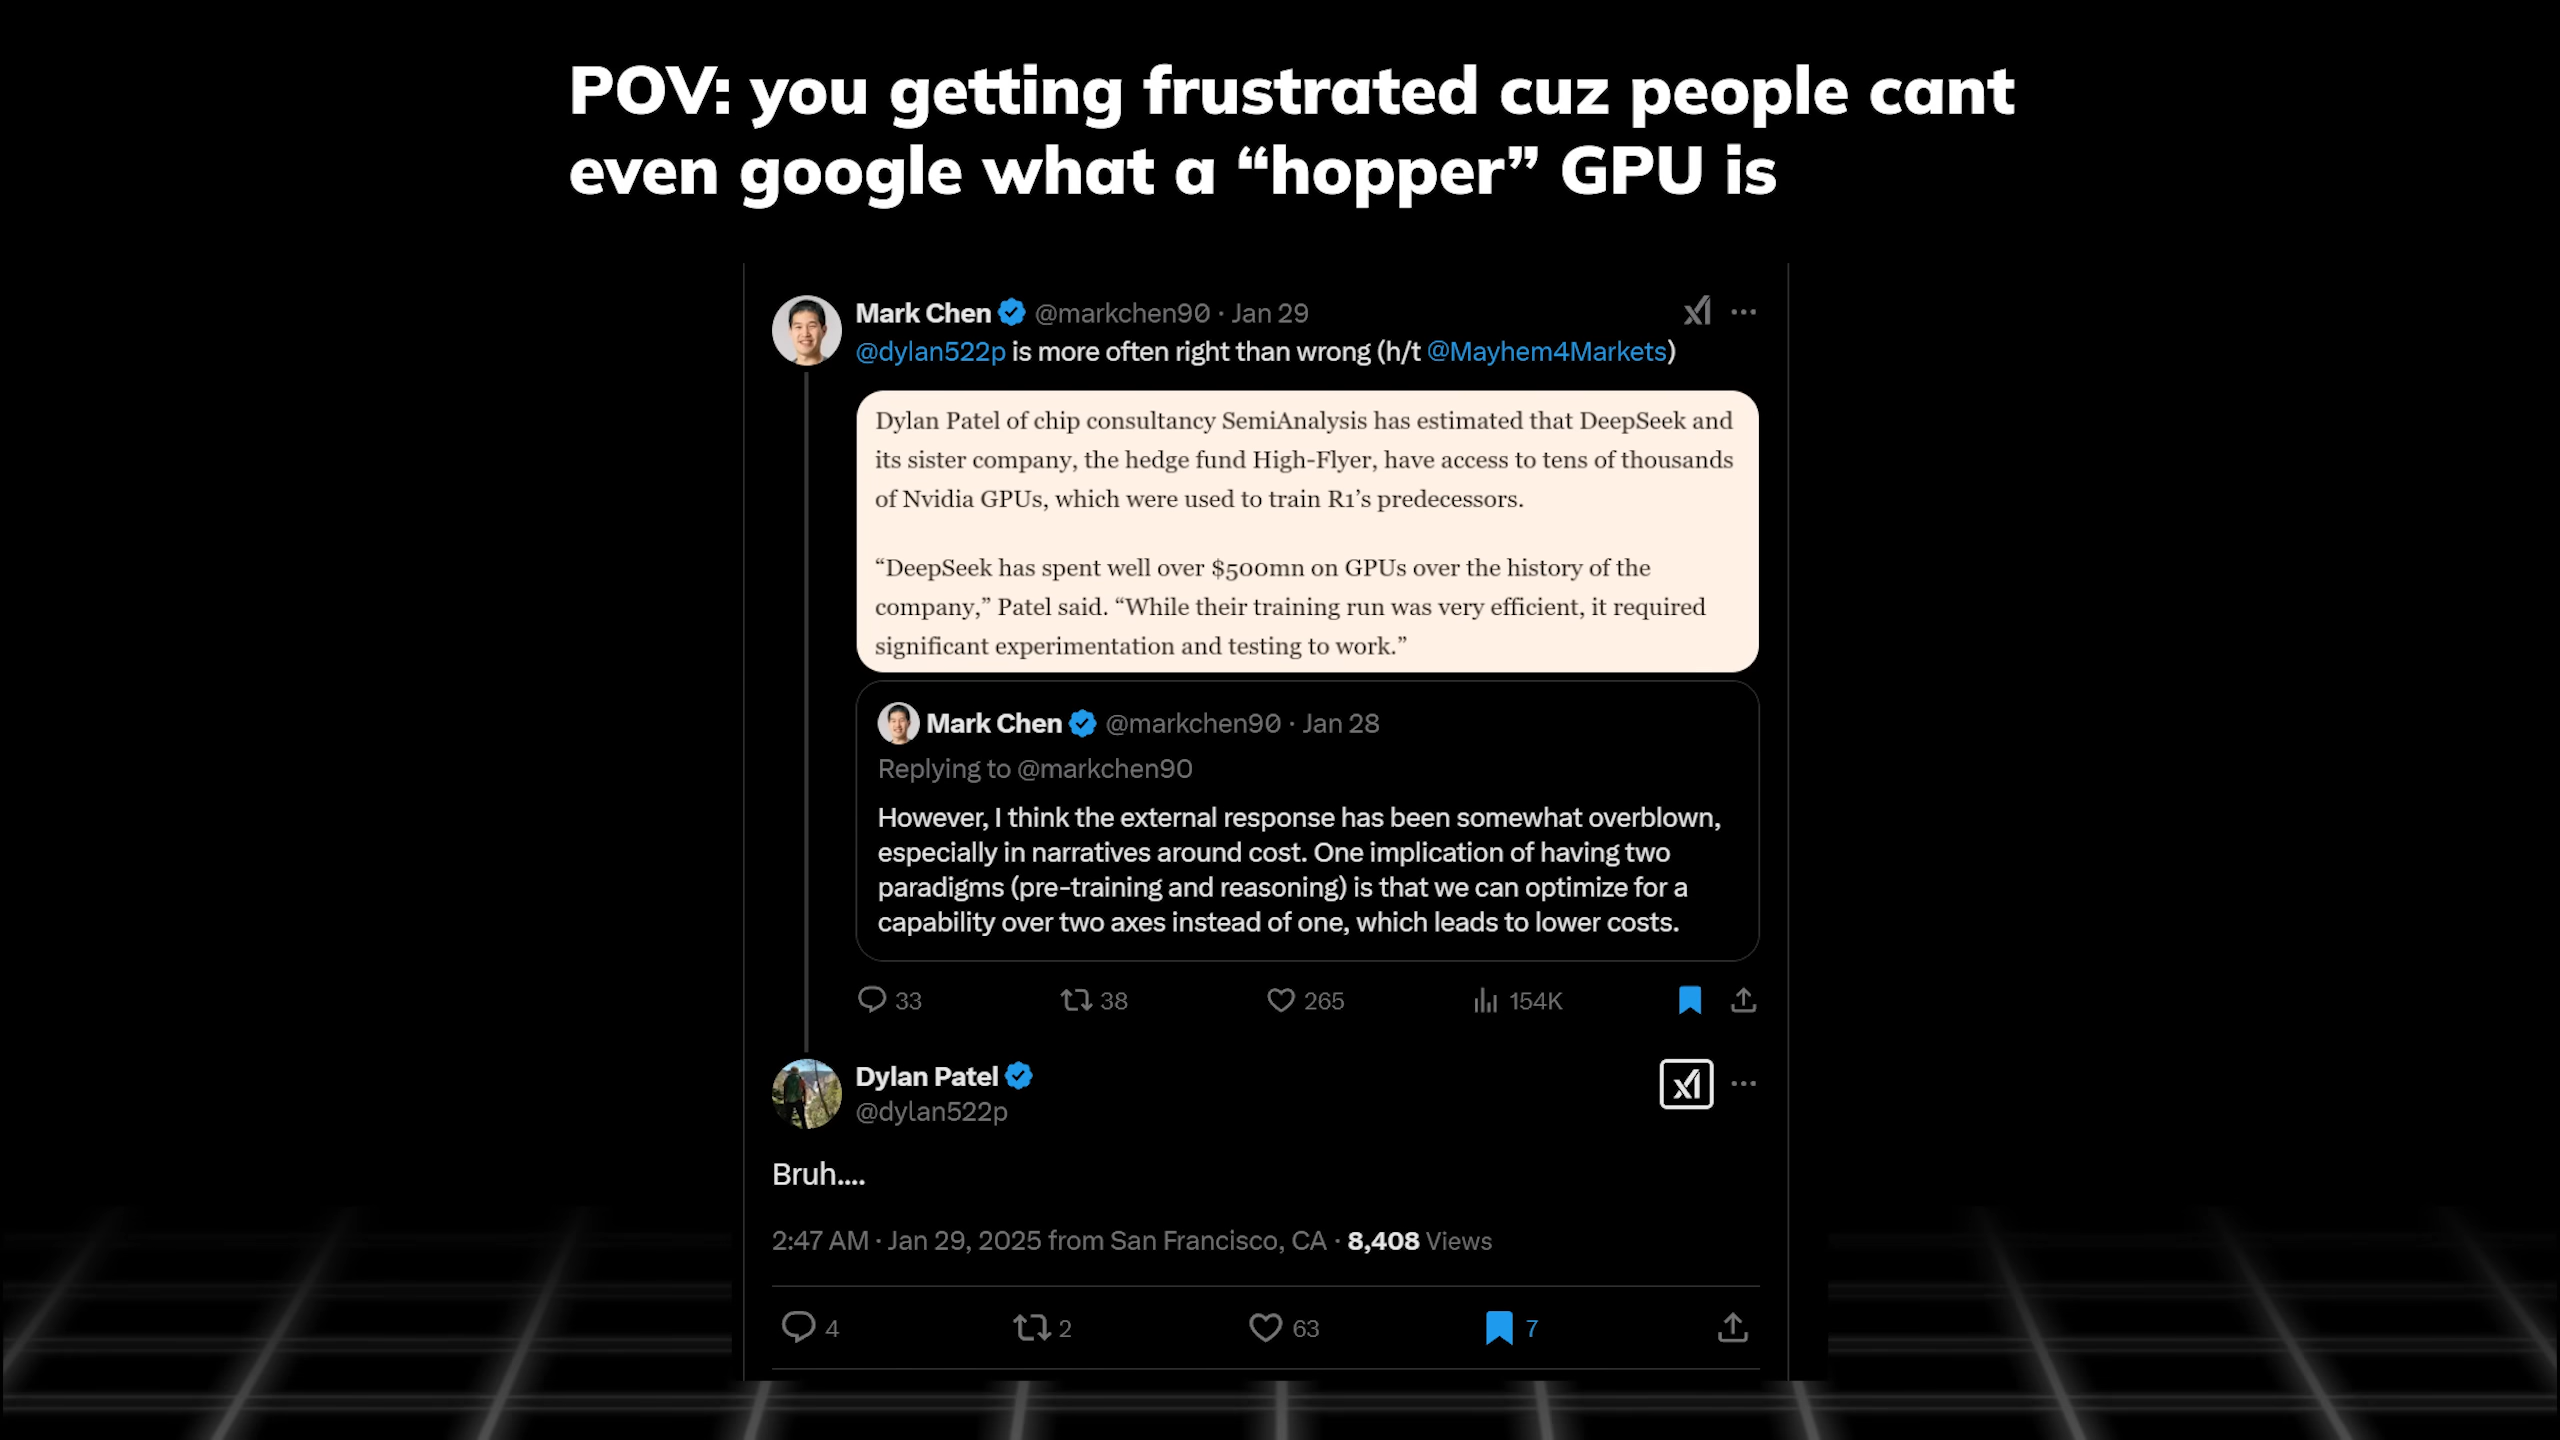 POV: you getting frustrated cuz people cant
even google what a “hopper” GPU is
Mark Chen @markchen90 · Jan 29
@dylan522p is more often right than wrong (h/t @Mayhem4Markets)
Dylan Patel of chip consultancy SemiAnalysis has estimated that DeepSeek and
its sister company, the hedge fund High-Flyer, have access to tens of thousands
of Nvidia GPUs, which were used to train R1’s predecessors.
“DeepSeek has spent well over $500mn on GPUs over the history of the
company,” Patel said. “While their training run was very efficient, it required
significant experimentation and testing to work.”
Mark Chen @markchen90 · Jan 28
Replying to @markchen90
However, I think the external response has been somewhat overblown,
especially in narratives around cost. One implication of having two
paradigms (pre-training and reasoning) is that we can optimize for a
capability over two axes instead of one, which leads to lower costs.
33 38 265 154K
Dylan Patel
@dylan522p
Bruh....
2:47 AM · Jan 29, 2025 from San Francisco, CA · 8,408 Views
4 2 63 7